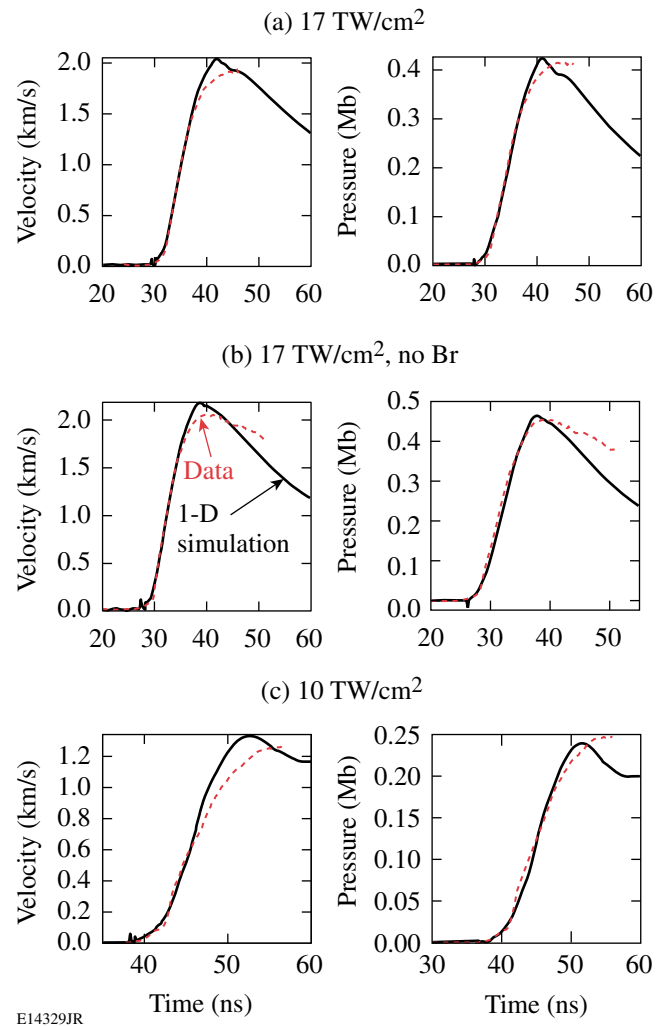 (a) 17 TW/cm²
Velocity (km/s)
2.0
1.5
1.0
0.5
0.0
20 30 40 50 60
Pressure (Mb)
0.4
0.3
0.2
0.1
0.0
20 30 40 50 60
(b) 17 TW/cm², no Br
Velocity (km/s)
2.0
1.5
1.0
0.5
0.0
20 30 40 50 60
Data
1-D
simulation
Pressure (Mb)
0.5
0.4
0.3
0.2
0.1
0.0
20 30 40 50
(c) 10 TW/cm²
Velocity (km/s)
1.2
1.0
0.8
0.6
0.4
0.2
0.0
40 50 60
Time (ns)
Pressure (Mb)
0.25
0.20
0.15
0.10
0.05
0.00
30 40 50 60
Time (ns)
E14329JR